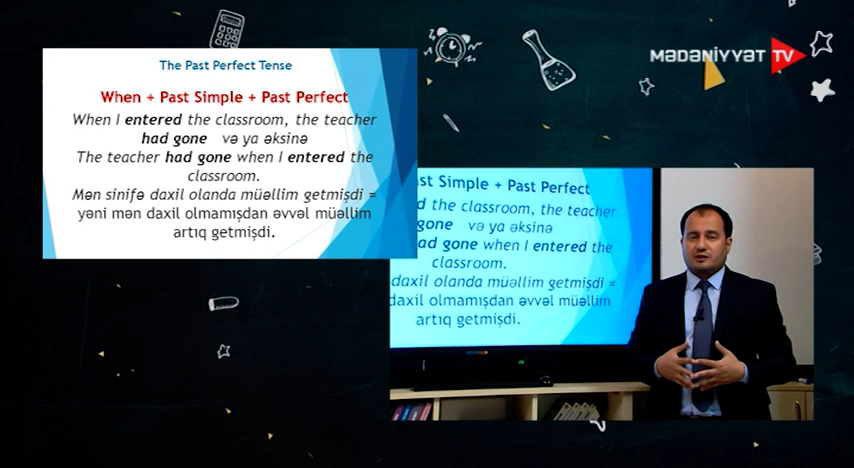 MƏDƏNİYYƏT TV
The Past Perfect Tense
When + Past Simple + Past Perfect
When I entered the classroom, the teacher
had gone və ya əksinə
The teacher had gone when I entered the
classroom.
Mən sinifə daxil olanda müəllim getmişdi =
yəni mən daxil olmamışdan əvvəl müəllim
artıq getmişdi.
Simple + Past Perfect
the classroom, the teacher
gone və ya əksinə
had gone when I entered the
classroom.
daxil olanda müəllim getmişdi =
daxil olmamışdan əvvəl müəllim
artıq getmişdi.